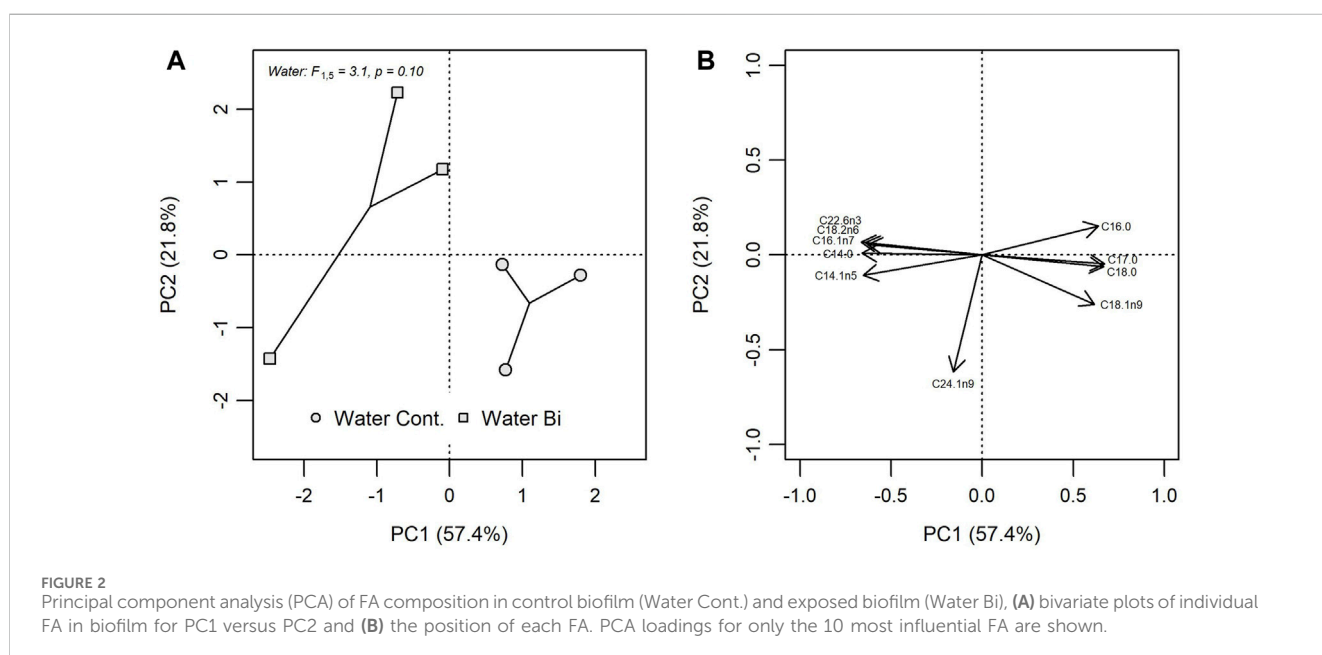 A
Water: F1,5 = 3.1, p = 0.10
2
1
0
-1
-2
PC2 (21.8%)
Water Cont.
Water Bi
-2
-1
0
1
2
PC1 (57.4%)
B
1.0
0.5
0.0
-0.5
-1.0
PC2 (21.8%)
C22.6n3
C18.2n6
C16.1n7
C14.0
C14.1n5
C16.0
C17.0
C18.0
C18.1n9
C24.1n9
-1.0
-0.5
0.0
0.5
1.0
PC1 (57.4%)
FIGURE 2
Principal component analysis (PCA) of FA composition in control biofilm (Water Cont.) and exposed biofilm (Water Bi), (A) bivariate plots of individual
FA in biofilm for PC1 versus PC2 and (B) the position of each FA. PCA loadings for only the 10 most influential FA are shown.